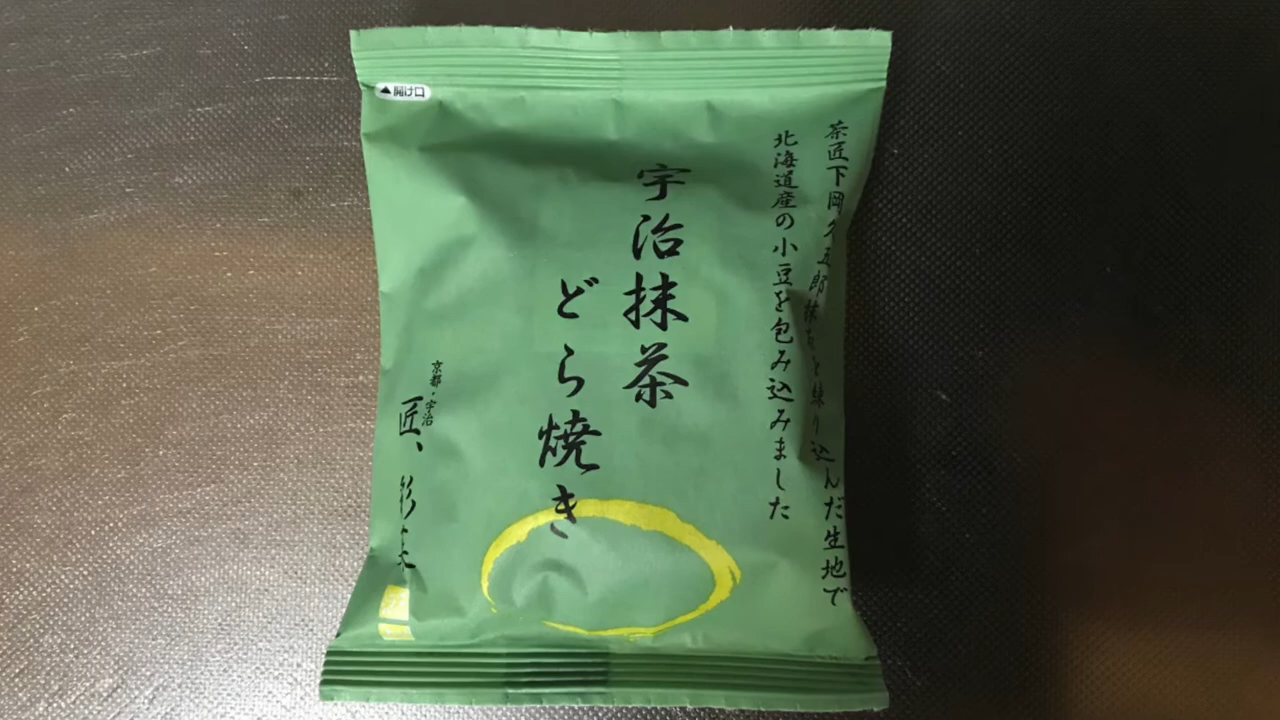 ▲開け口
茶匠下岡久五郎抹茶を練り込んだ生地で
北海道産の小豆を包み込みました
宇治抹茶
どら焼き
京都・宇治
匠、